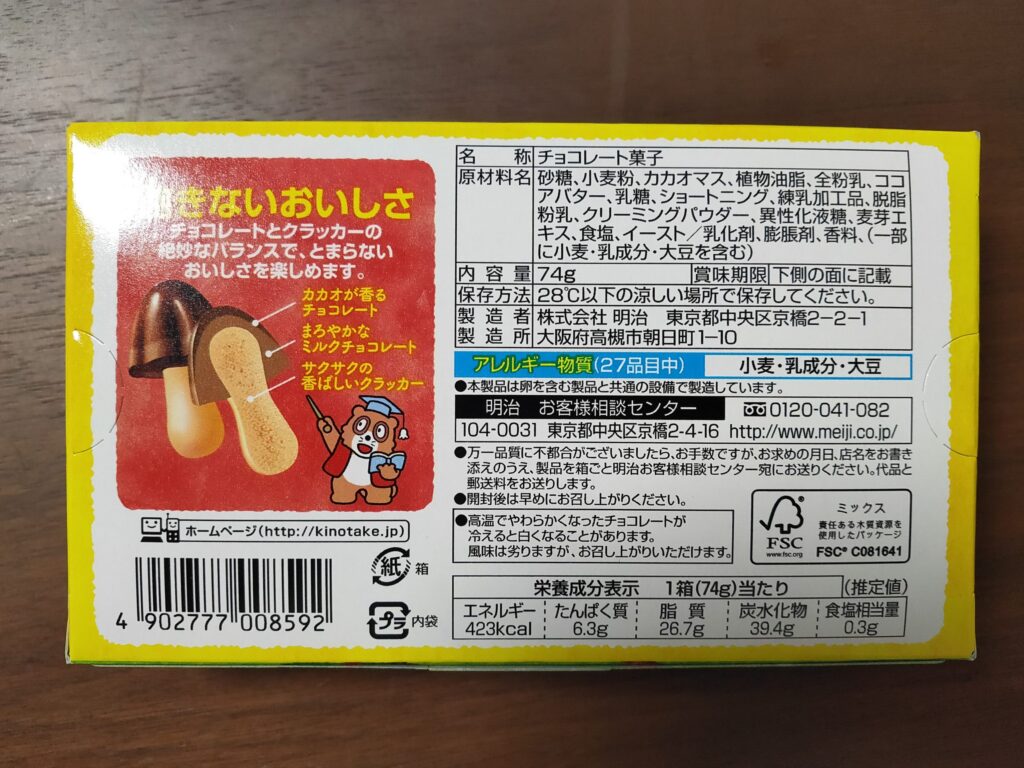 きないおいしさ
チョコレートとクラッカーの
絶妙なバランスで、とまらない
おいしさを楽しめます。
カカオが香る
チョコレート
まろやかな
ミルクチョコレート
サクサクの
香ばしいクラッカー
ホームページ(http://kinotake.jp)
4 902777 008592
紙 箱
プラ 内袋
名称 チョコレート菓子
原材料名 砂糖、小麦粉、カカオマス、植物油脂、全粉乳、ココ
アバター、乳糖、ショートニング、練乳加工品、脱脂
粉乳、クリーミングパウダー、異性化液糖、麦芽エ
キス、食塩、イースト／乳化剤、膨脹剤、香料、(一部
に小麦・乳成分・大豆を含む)
内容量 74g 賞味期限 下側の面に記載
保存方法 28℃以下の涼しい場所で保存してください。
製造者 株式会社 明治 東京都中央区京橋2-2-1
製造所 大阪府高槻市朝日町1-10
アレルギー物質(27品目中) 小麦・乳成分・大豆
●本製品は卵を含む製品と共通の設備で製造しています。
明治 お客様相談センター 0120-041-082
104-0031 東京都中央区京橋2-4-16 http://www.meiji.co.jp/
●万一品質に不都合がございましたら、お手数ですが、お求めの月日、店名をお書き
添えのうえ、製品を箱ごと明治お客様相談センター宛にお送りください。代品と
郵送料をお送りします。
●開封後は早めにお召し上がりください。
●高温でやわらかくなったチョコレートが
冷えると白くなることがあります。
風味は劣りますが、お召し上がりいただけます。
FSC
www.fsc.org
ミックス
責任ある木質資源を
使用したパッケージ
FSC® C081641
栄養成分表示 1箱(74g)当たり (推定値)
エネルギー たんぱく質 脂質 炭水化物 食塩相当量
423kcal 6.3g 26.7g 39.4g 0.3g